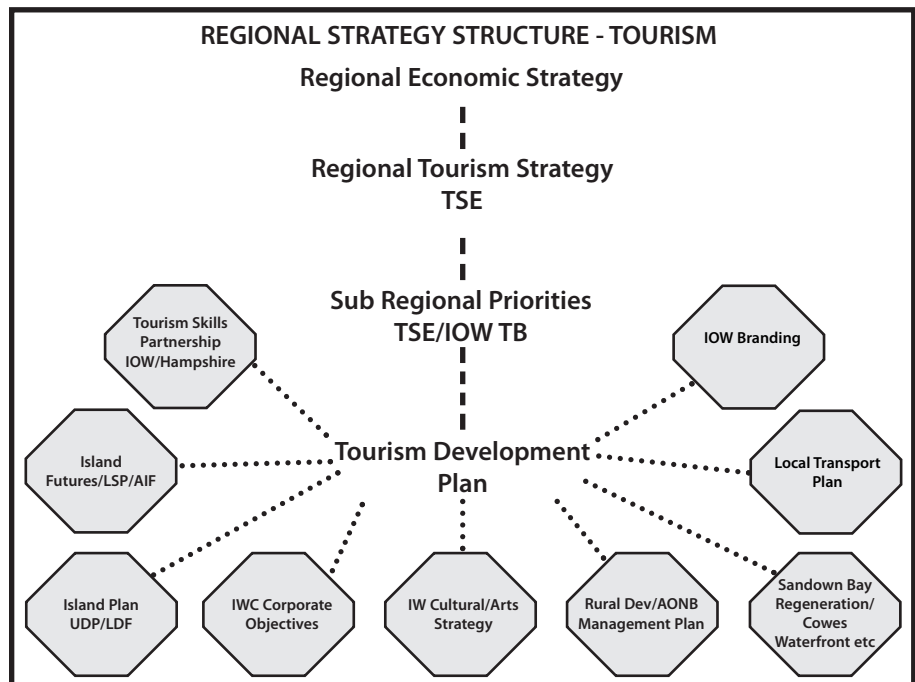 REGIONAL STRATEGY STRUCTURE - TOURISM
Regional Economic Strategy
Regional Tourism Strategy
TSE
Sub Regional Priorities
TSE/IOW TB
Tourism Skills
Partnership
IOW/Hampshire
IOW Branding
Tourism Development
Plan
Island
Futures/LSP/AIF
Local Transport
Plan
Island Plan
UDP/LDF
IWC Corporate
Objectives
IW Cultural/Arts
Strategy
Rural Dev/AONB
Management Plan
Sandown Bay
Regeneration/
Cowes
Waterfront etc